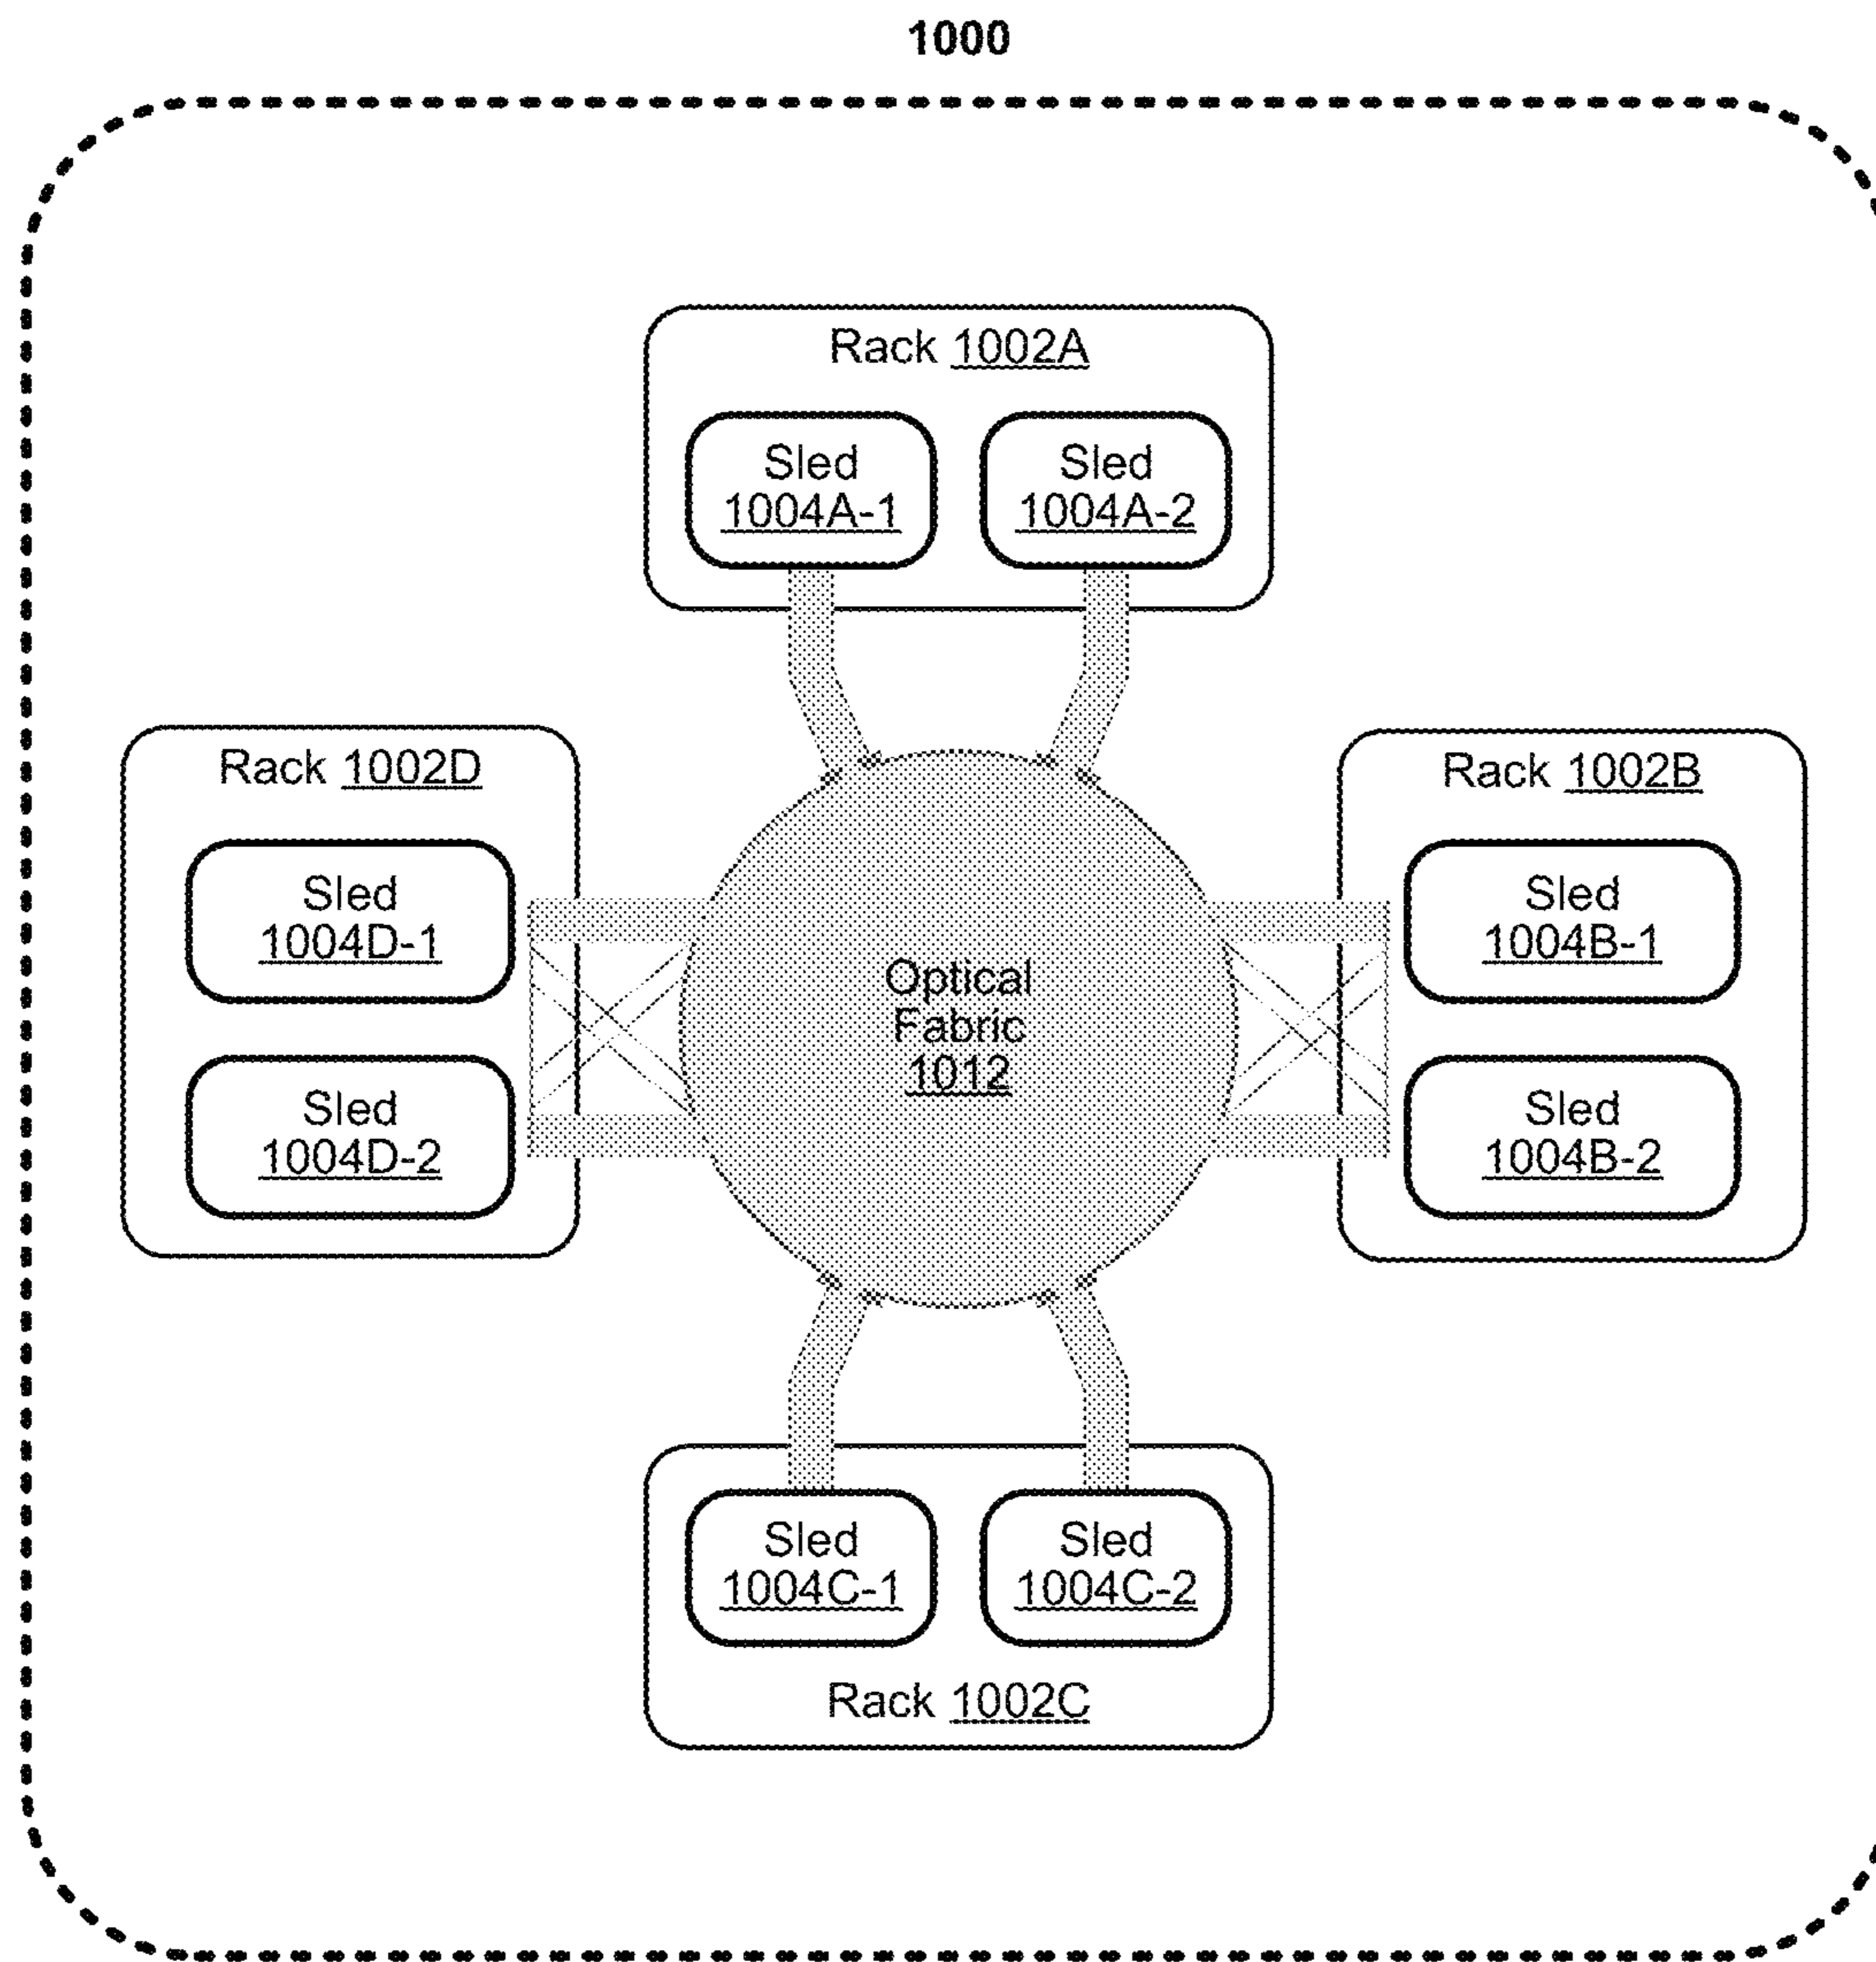 1000
Rack 1002A
Sled
1004A-1
Sled
1004A-2
Rack 1002D
Sled
1004D-1
Sled
1004D-2
Optical
Fabric
1012
Rack 1002B
Sled
1004B-1
Sled
1004B-2
Sled
1004C-1
Sled
1004C-2
Rack 1002C